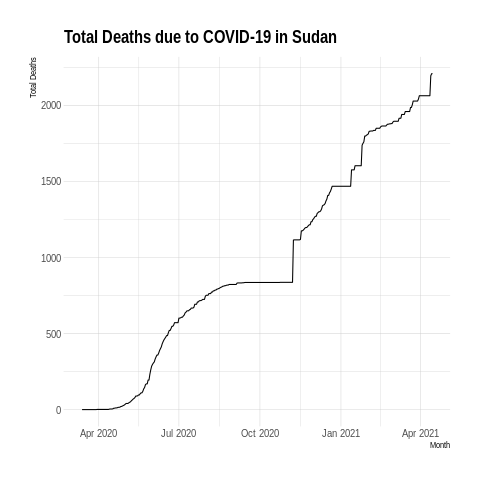 Total Deaths due to COVID-19 in Sudan
Total Deaths
2000
1500
1000
500
0
Apr 2020 Jul 2020 Oct 2020 Jan 2021 Apr 2021
Month